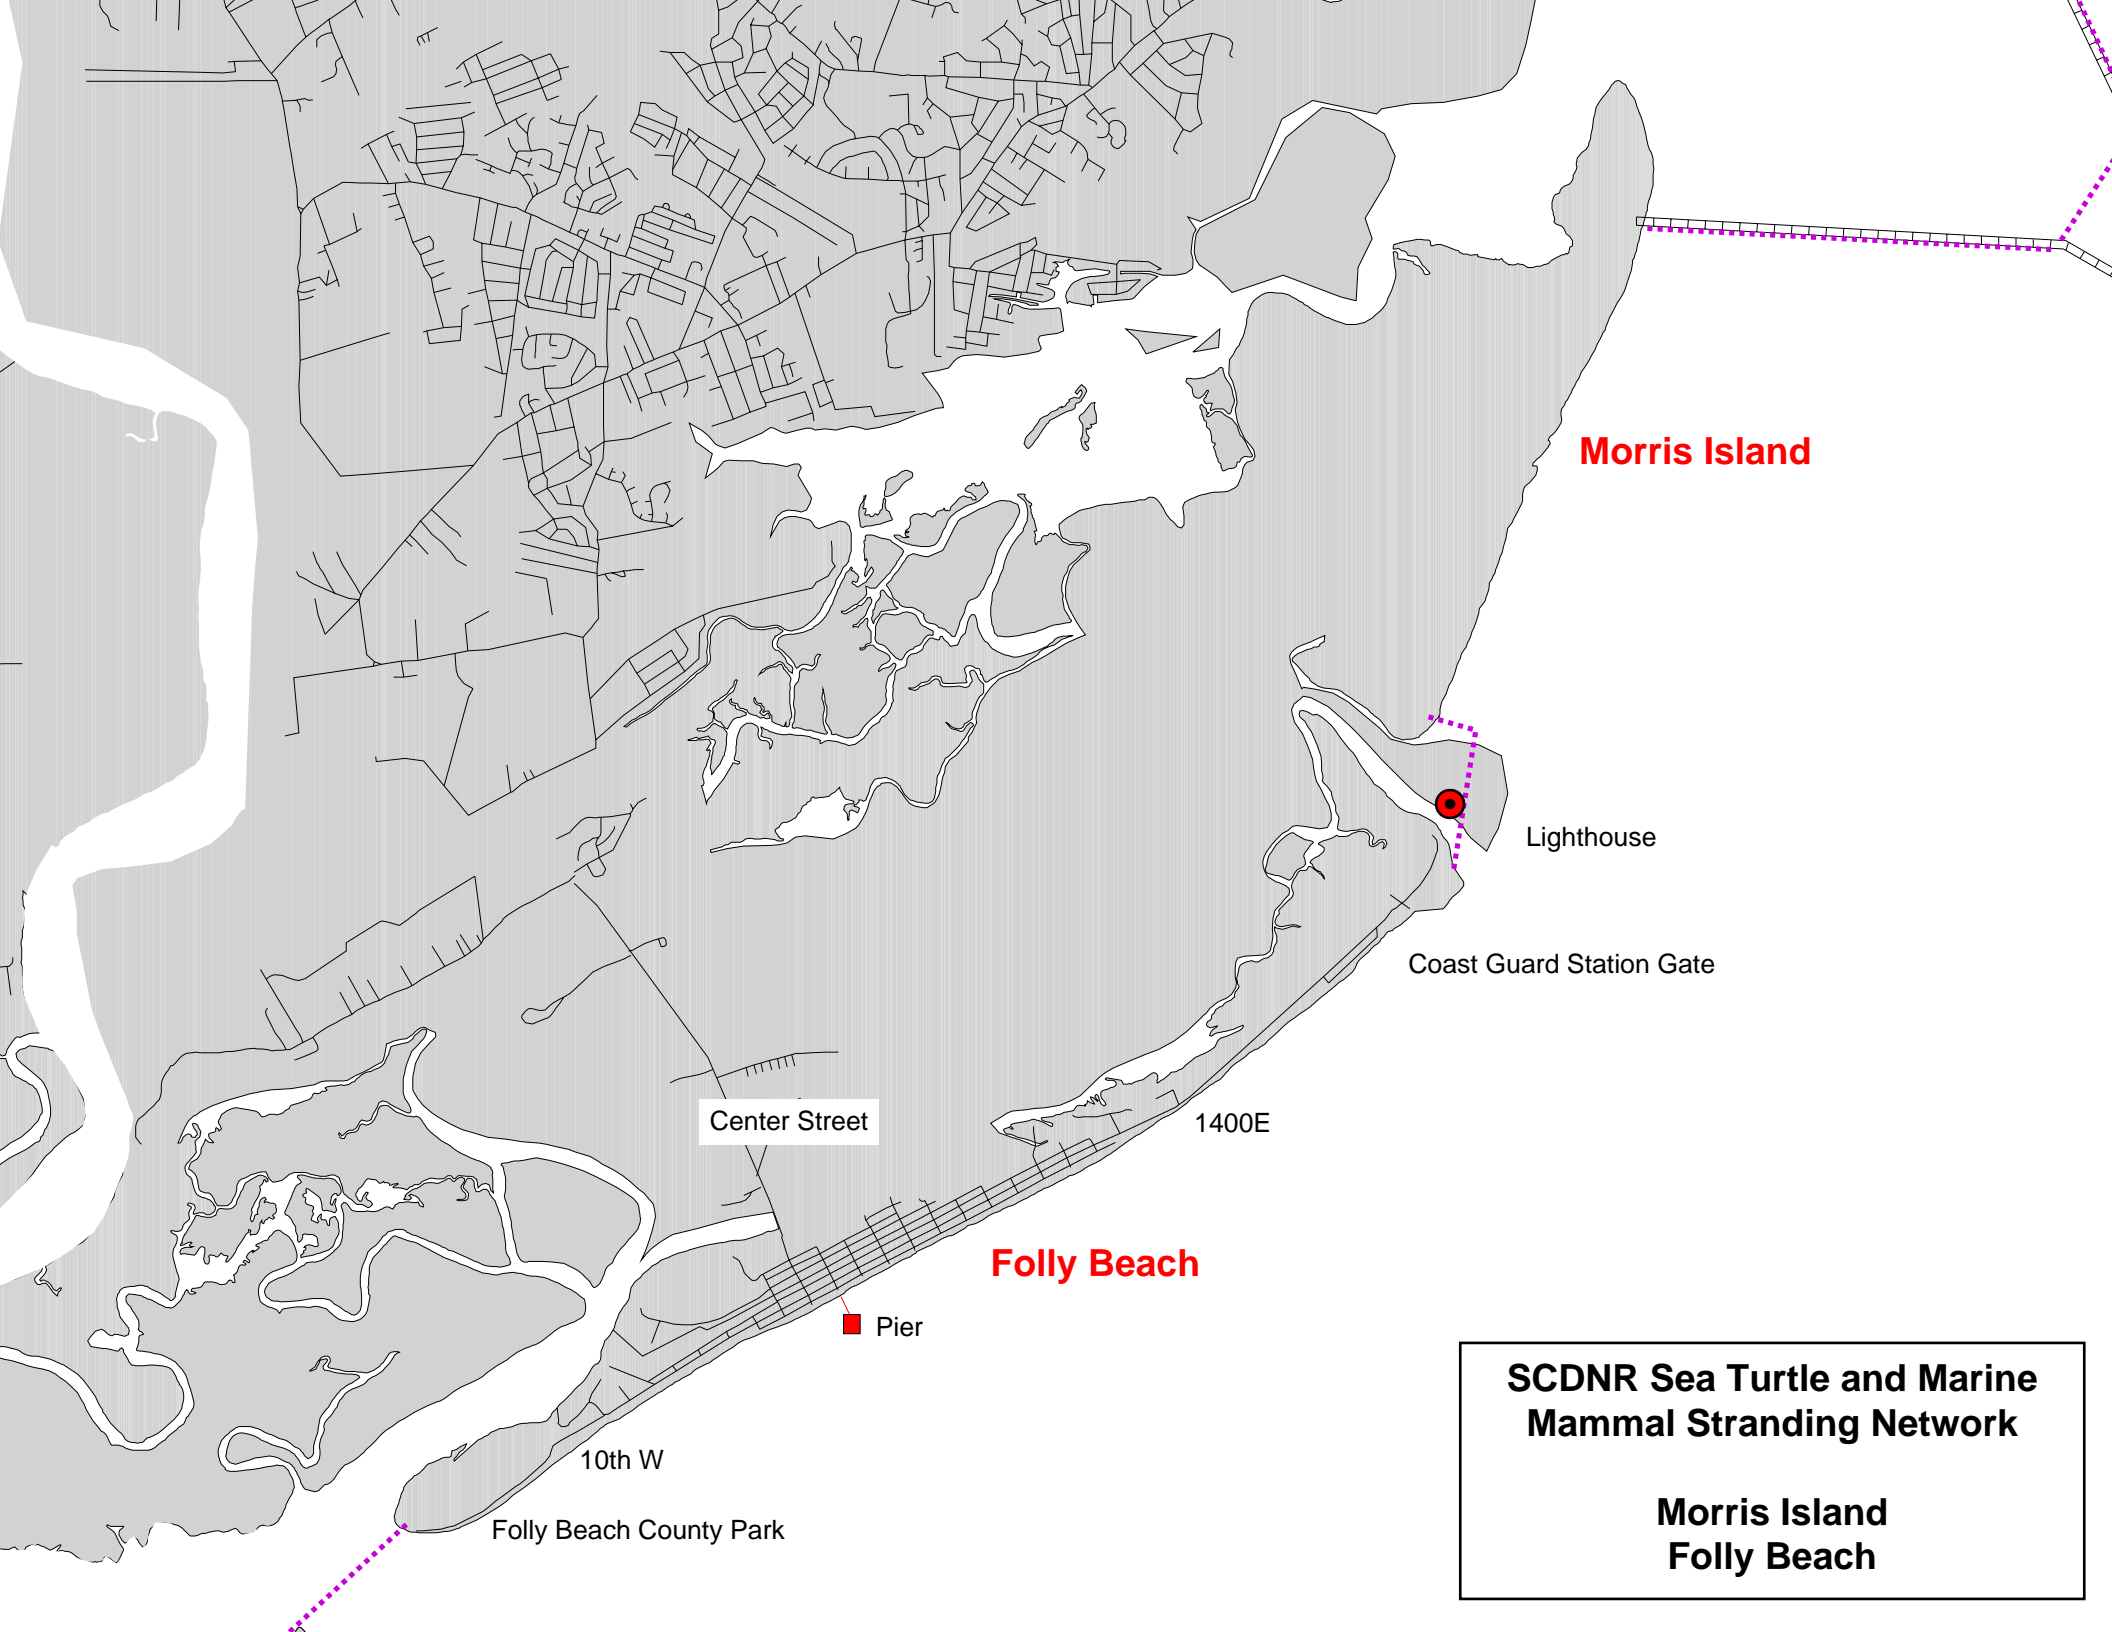 Morris Island
Lighthouse
Coast Guard Station Gate
Center Street
1400E
Folly Beach
Pier
10th W
Folly Beach County Park
SCDNR Sea Turtle and Marine
Mammal Stranding Network
Morris Island
Folly Beach